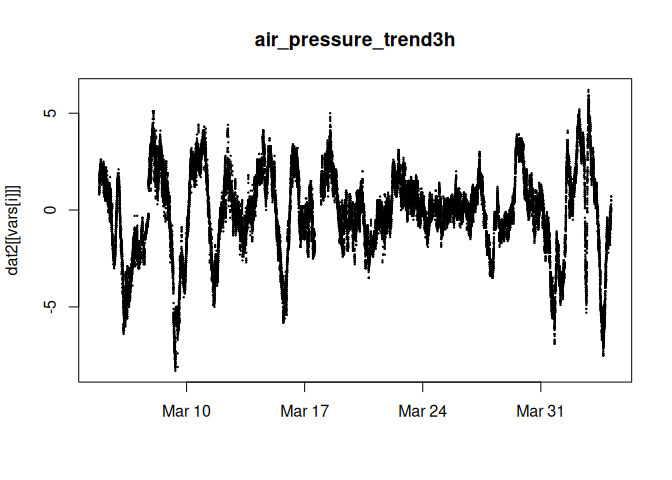 air_pressure_trend3h
dat2[[vars[i]]]
5
0
-5
Mar 10
Mar 17
Mar 24
Mar 31